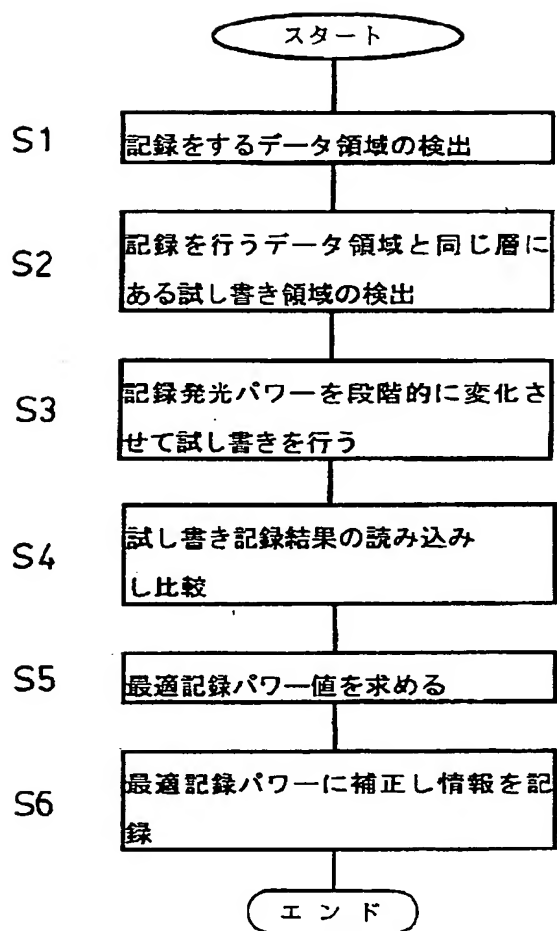 スタート
S1
記録をするデータ領域の検出
S2
記録を行うデータ領域と同じ層に
ある試し書き領域の検出
S3
記録発光パワーを段階的に変化さ
せて試し書きを行う
S4
試し書き記録結果の読み込み
し比較
S5
最適記録パワー値を求める
S6
最適記録パワーに補正し情報を記
録
エンド